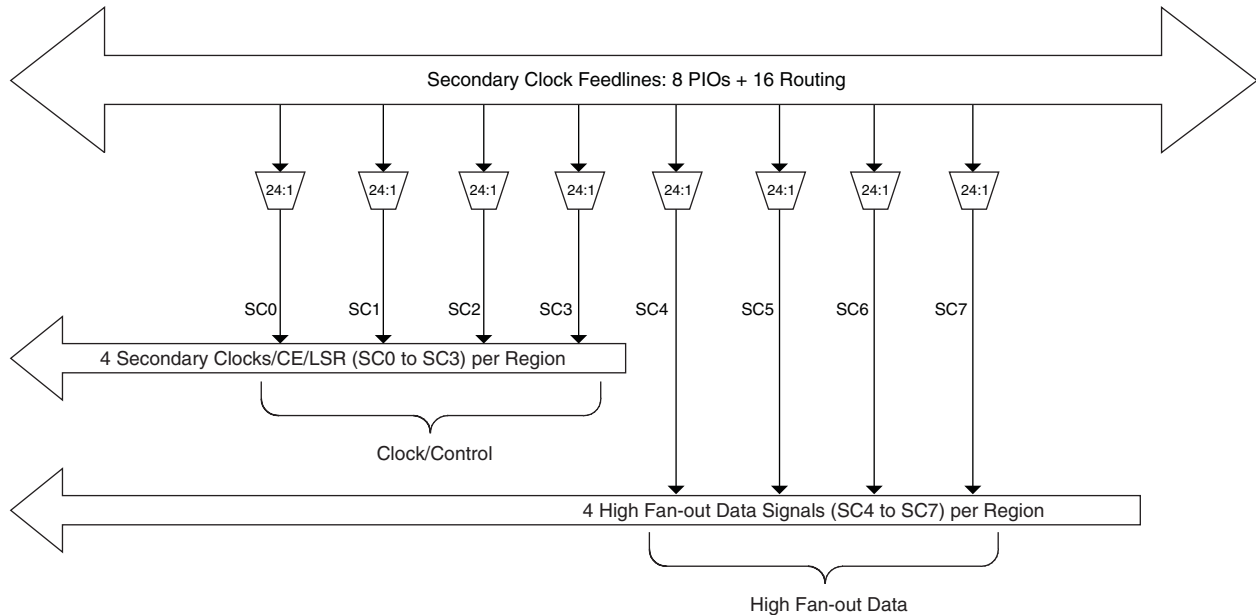 Secondary Clock Feedlines: 8 PIOs + 16 Routing
24:1
24:1
24:1
24:1
24:1
24:1
24:1
24:1
SC0
SC1
SC2
SC3
SC4
SC5
SC6
SC7
4 Secondary Clocks/CE/LSR (SC0 to SC3) per Region
Clock/Control
4 High Fan-out Data Signals (SC4 to SC7) per Region
High Fan-out Data